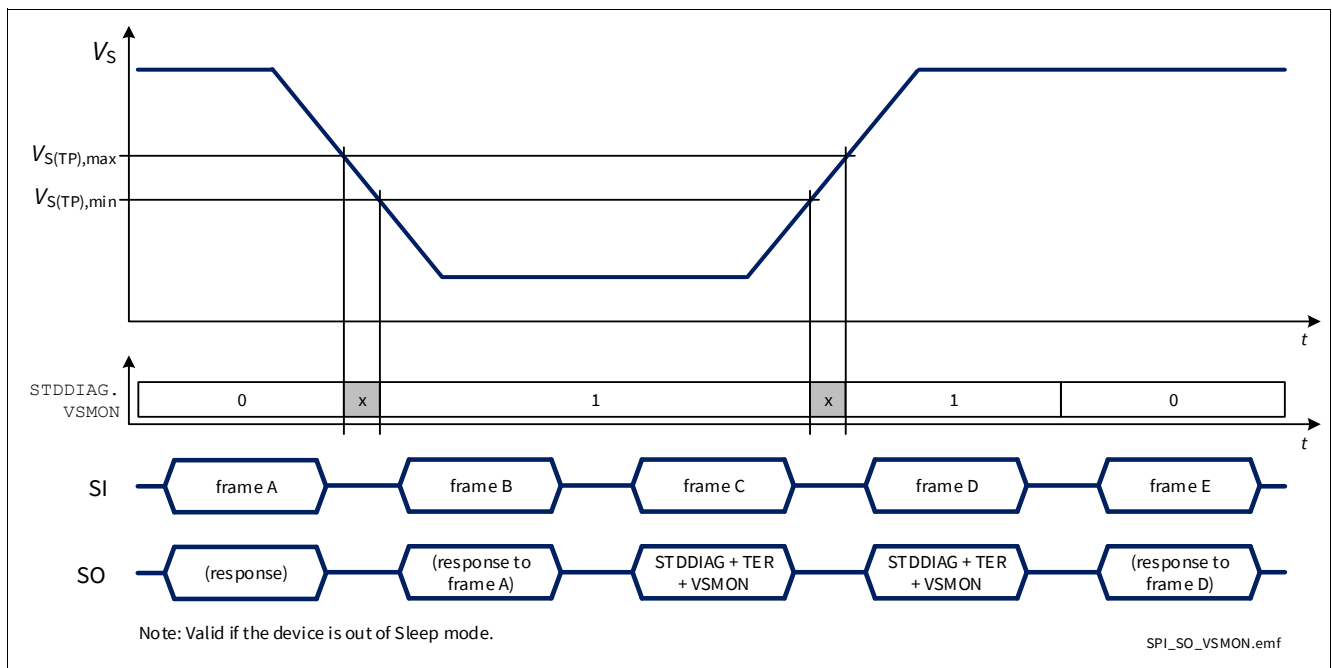 VS
VS(TP),max
VS(TP),min
t
STDDIAG.
VSMON
0 x 1 x 1 0
t
SI frame A frame B frame C frame D frame E
SO (response) (response to frame A) STDDIAG + TER + VSMON STDDIAG + TER + VSMON (response to frame D)
Note: Valid if the device is out of Sleep mode.
SPI_SO_VSMON.emf